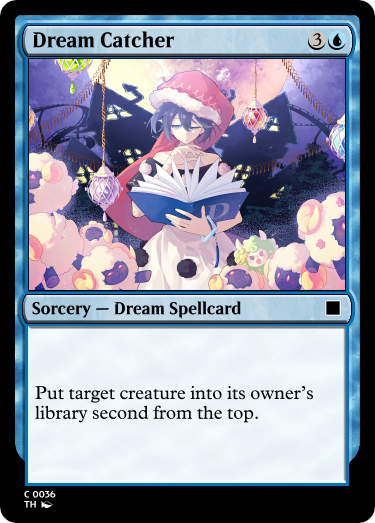 Dream Catcher 3
Sorcery — Dream Spellcard
Put target creature into its owner's
library second from the top.
C 0036
TH